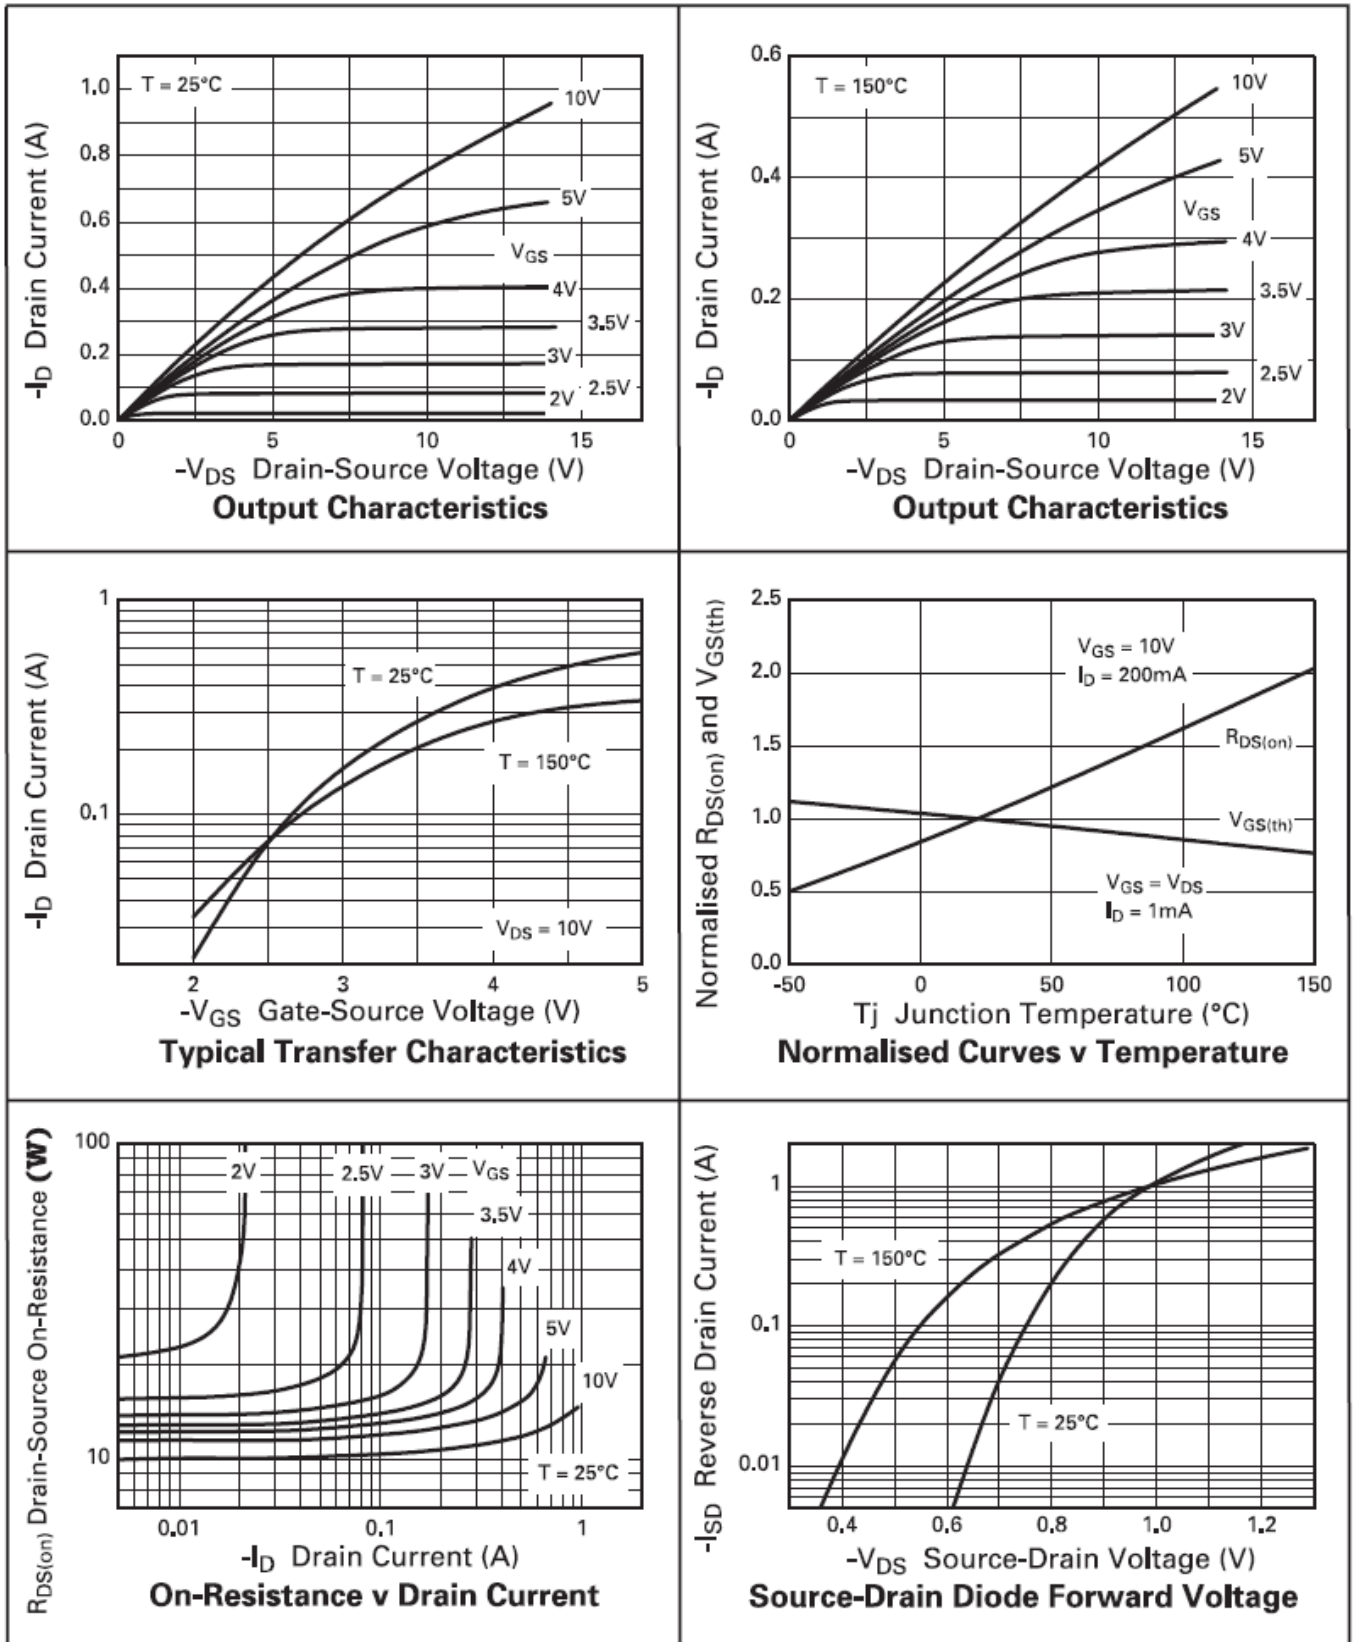 -ID Drain Current (A)
1.0
0.8
0.6
0.4
0.2
0.0
T = 25°C
10V
5V
VGS
4V
3.5V
3V
2.5V
2V
0 5 10 15
-VDS Drain-Source Voltage (V)
Output Characteristics
-ID Drain Current (A)
0.6
0.4
0.2
0.0
T = 150°C
10V
5V
VGS
4V
3.5V
3V
2.5V
2V
0 5 10 15
-VDS Drain-Source Voltage (V)
Output Characteristics
-ID Drain Current (A)
1
0.1
T = 25°C
T = 150°C
VDS = 10V
2 3 4 5
-VGS Gate-Source Voltage (V)
Typical Transfer Characteristics
Normalised RDS(on) and VGS(th)
2.5
2.0
1.5
1.0
0.5
0.0
VGS = 10V
ID = 200mA
RDS(on)
VGS(th)
VGS = VDS
ID = 1mA
-50 0 50 100 150
Tj Junction Temperature (°C)
Normalised Curves v Temperature
RDS(on) Drain-Source On-Resistance (W)
100
10
2V 2.5V 3V VGS
3.5V
4V
5V
10V
T = 25°C
0.01 0.1 1
-ID Drain Current (A)
On-Resistance v Drain Current
-ISD Reverse Drain Current (A)
1
0.1
0.01
T = 150°C
T = 25°C
0.4 0.6 0.8 1.0 1.2
-VDS Source-Drain Voltage (V)
Source-Drain Diode Forward Voltage